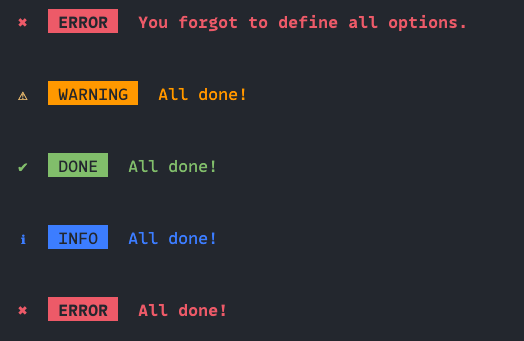 ✖ ERROR You forgot to define all options.
⚠ WARNING All done!
✔ DONE All done!
ℹ INFO All done!
✖ ERROR All done!